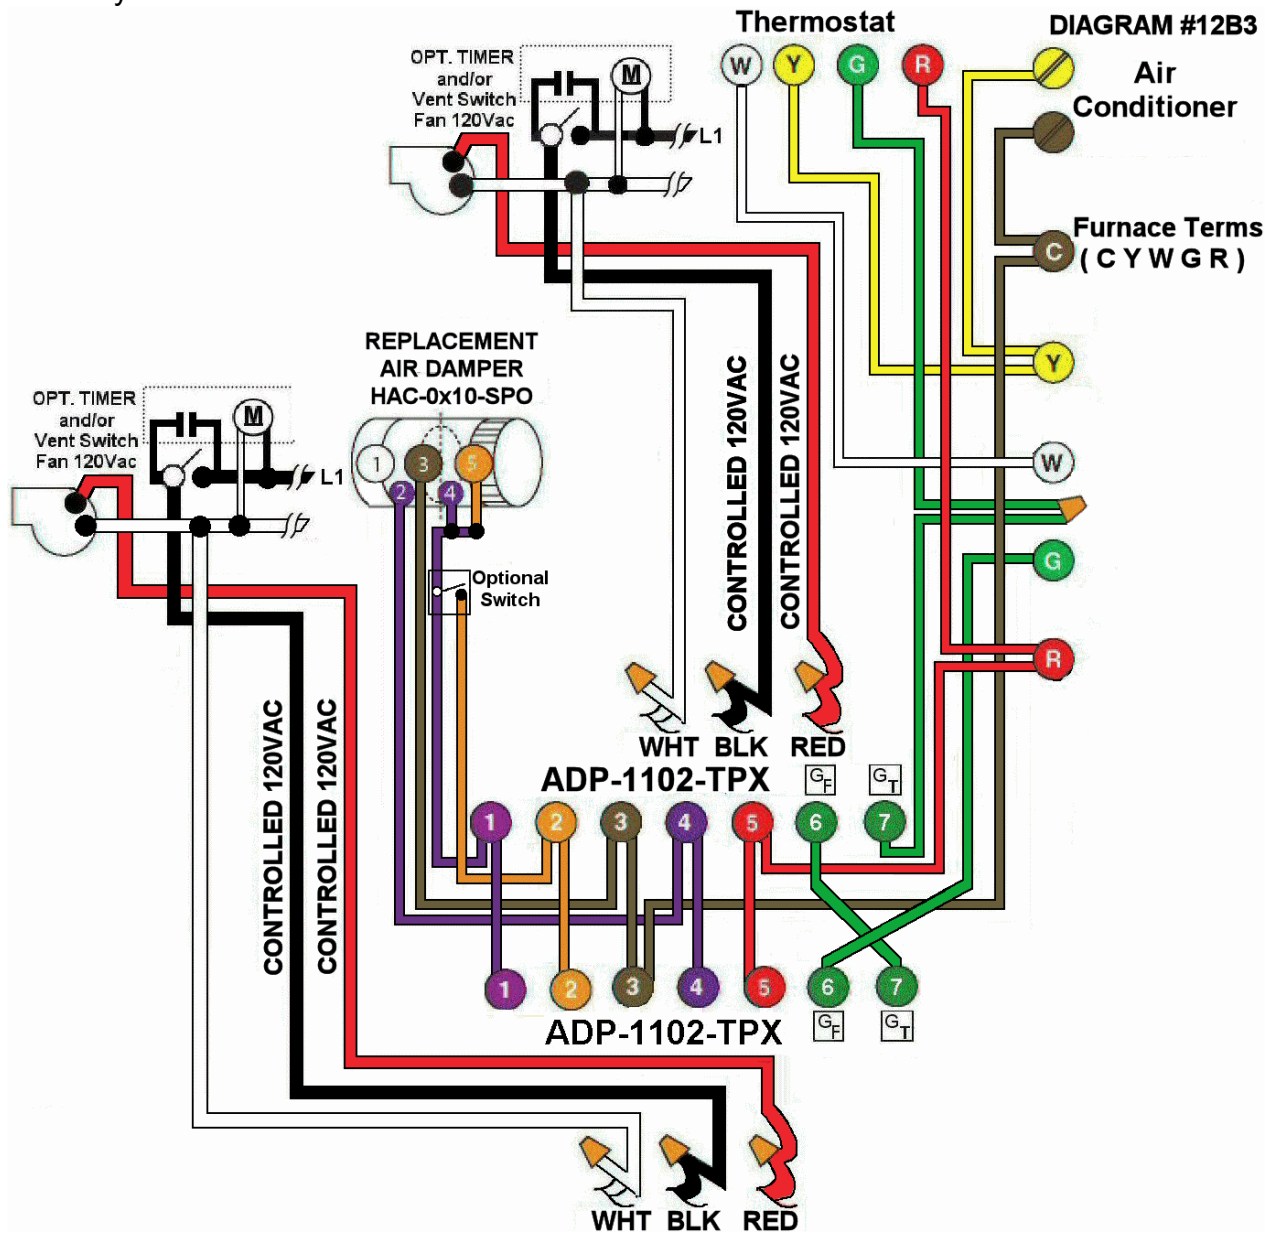 Thermostat
DIAGRAM #12B3
W
Y
G
R
Air
Conditioner
OPT. TIMER
and/or
Vent Switch
Fan 120Vac
M
L1
Furnace Terms
( C Y W G R )
C
Y
W
G
R
REPLACEMENT
AIR DAMPER
HAC-0x10-SPO
1
3
5
2
4
Optional
Switch
OPT. TIMER
and/or
Vent Switch
Fan 120Vac
M
L1
CONTROLLED 120VAC
CONTROLLED 120VAC
WHT BLK RED
ADP-1102-TPX
GF
GT
1 2 3 4 5 6 7
CONTROLLED 120VAC
CONTROLLED 120VAC
1 2 3 4 5 6 7
ADP-1102-TPX
GF
GT
WHT BLK RED